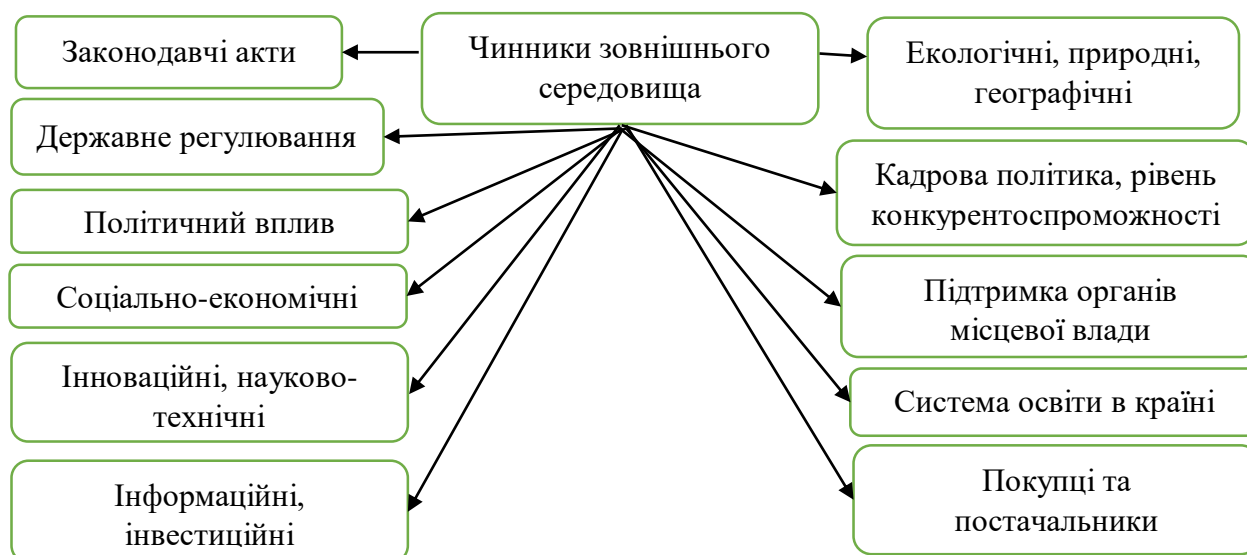 Чинники зовнішнього
середовища
Законодавчі акти
Державне регулювання
Політичний вплив
Соціально-економічні
Інноваційні, науково-
технічні
Інформаційні,
інвестиційні
Екологічні, природні,
географічні
Кадрова політика, рівень
конкурентоспроможності
Підтримка органів
місцевої влади
Система освіти в країні
Покупці та
постачальники